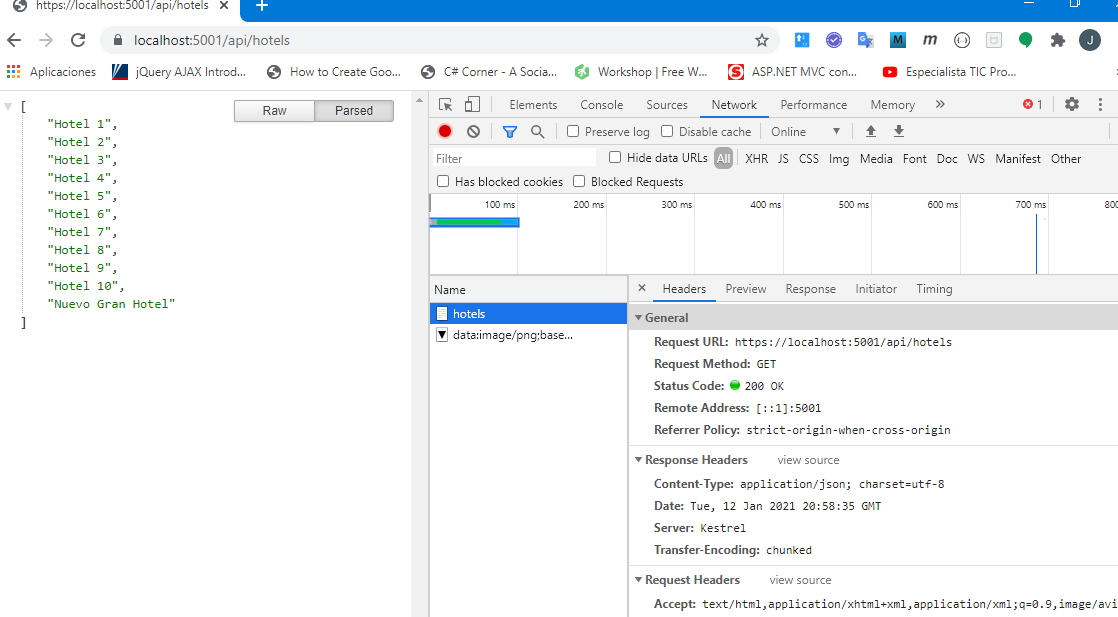 https://localhost:5001/api/hotels
localhost:5001/api/hotels
J
Aplicaciones
jQuery AJAX Introd...
How to Create Goo...
C# Corner - A Socia...
Workshop | Free W...
ASP.NET MVC con...
Especialista TIC Pro...
Raw
Parsed
[
"Hotel 1",
"Hotel 2",
"Hotel 3",
"Hotel 4",
"Hotel 5",
"Hotel 6",
"Hotel 7",
"Hotel 8",
"Hotel 9",
"Hotel 10",
"Nuevo Gran Hotel"
]
Elements Console Sources Network Performance Memory » 1
Preserve log Disable cache Online
Filter Hide data URLs All XHR JS CSS Img Media Font Doc WS Manifest Other
Has blocked cookies Blocked Requests
100 ms 200 ms 300 ms 400 ms 500 ms 600 ms 700 ms 800
Name
hotels
data:image/png;base...
Headers Preview Response Initiator Timing
General
Request URL: https://localhost:5001/api/hotels
Request Method: GET
Status Code: 200 OK
Remote Address: [::1]:5001
Referrer Policy: strict-origin-when-cross-origin
Response Headers view source
Content-Type: application/json; charset=utf-8
Date: Tue, 12 Jan 2021 20:58:35 GMT
Server: Kestrel
Transfer-Encoding: chunked
Request Headers view source
Accept: text/html,application/xhtml+xml,application/xml;q=0.9,image/avi